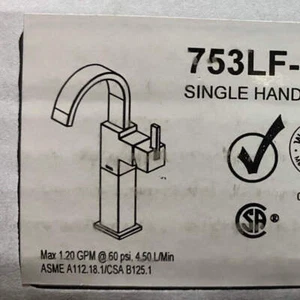 753LF-
SINGLE HAND
Max 1.20 GPM @ 60 psi, 4.50 L/Min
ASME A112.18.1/CSA B125.1